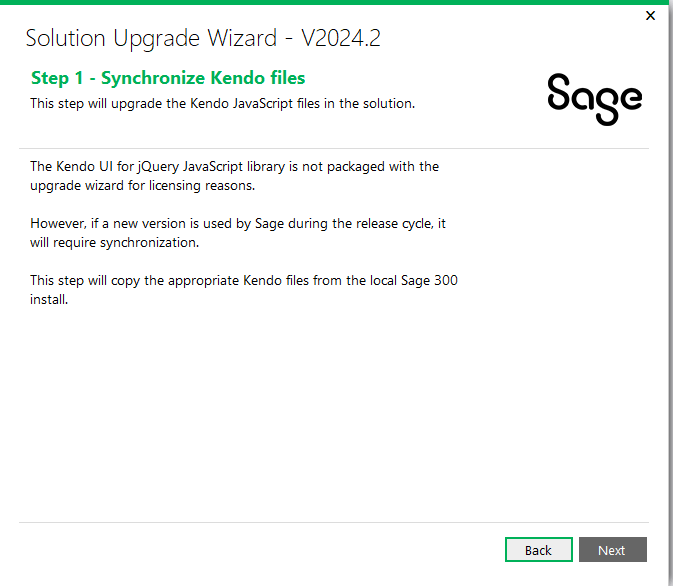 x
Solution Upgrade Wizard - V2024.2
Step 1 - Synchronize Kendo files
This step will upgrade the Kendo JavaScript files in the solution.
Sage
The Kendo UI for jQuery JavaScript library is not packaged with the
upgrade wizard for licensing reasons.
However, if a new version is used by Sage during the release cycle, it
will require synchronization.
This step will copy the appropriate Kendo files from the local Sage 300
install.
Back
Next